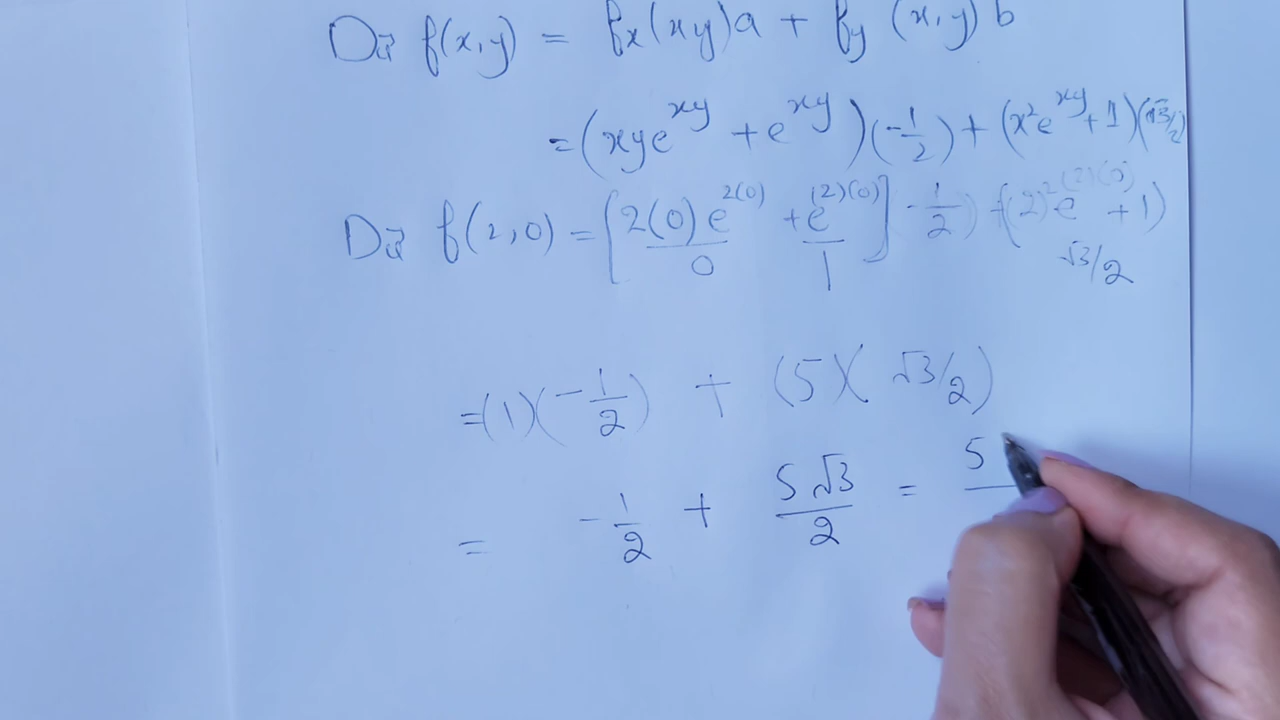 Dū f(x,y) = fx(xy)a + fy (x,y) b
= (xye^xy + e^xy)(-1/2) + (x²e^xy + 1)(√3/2)
Dū f(2,0) = [2(0)e^2(0) + e^(2)(0)] -1/2) + (2)²e^(2)(0) + 1)
0 1 √3/2
=(1)(-1/2) + (5)(√3/2)
= -1/2 + 5√3/2 = 5